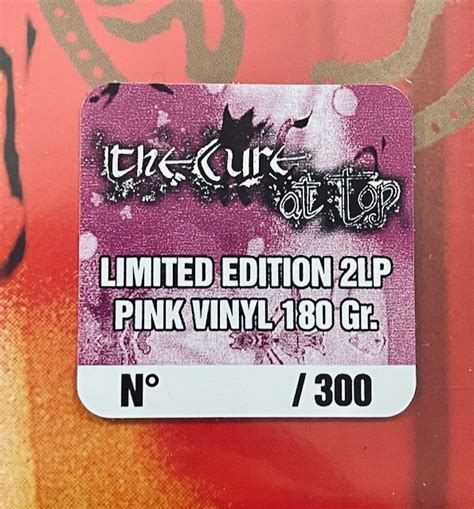 the Cure
at Top
LIMITED EDITION 2LP
PINK VINYL 180 Gr.
N° / 300